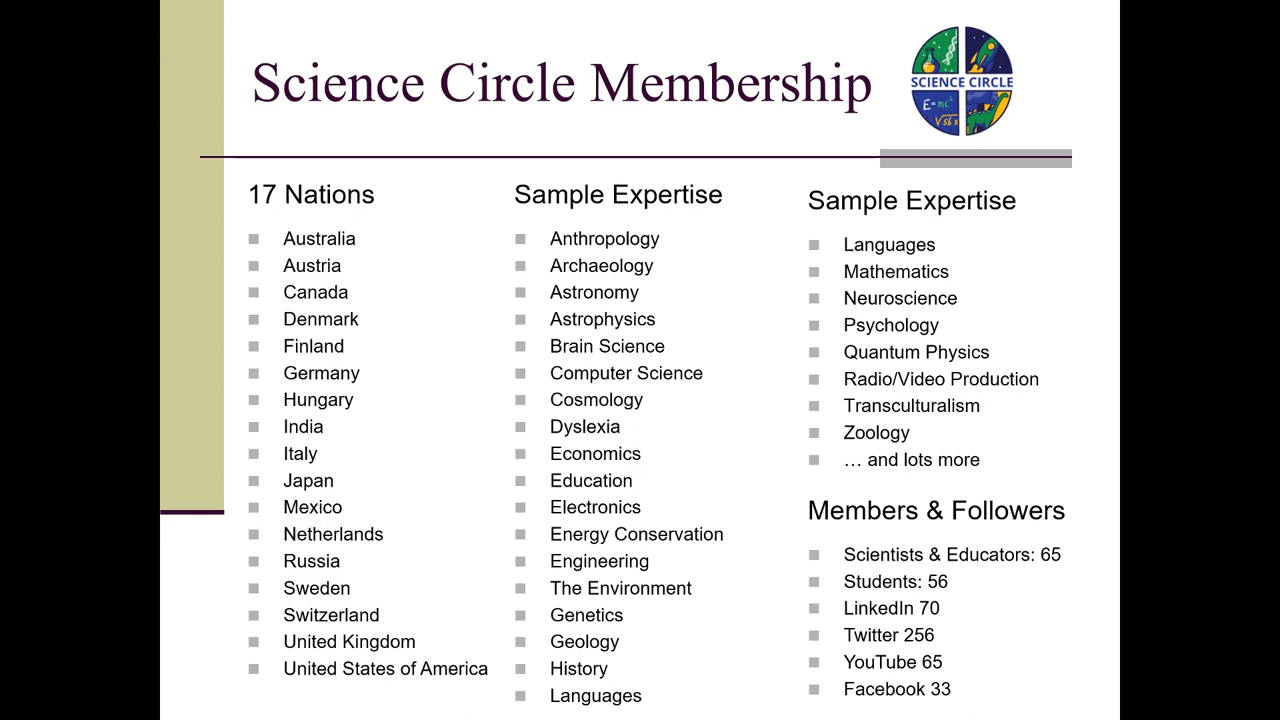 Science Circle Membership
SCIENCE CIRCLE
E=mc²
17 Nations
Australia
Austria
Canada
Denmark
Finland
Germany
Hungary
India
Italy
Japan
Mexico
Netherlands
Russia
Sweden
Switzerland
United Kingdom
United States of America
Sample Expertise
Anthropology
Archaeology
Astronomy
Astrophysics
Brain Science
Computer Science
Cosmology
Dyslexia
Economics
Education
Electronics
Energy Conservation
Engineering
The Environment
Genetics
Geology
History
Languages
Sample Expertise
Languages
Mathematics
Neuroscience
Psychology
Quantum Physics
Radio/Video Production
Transculturalism
Zoology
… and lots more
Members & Followers
Scientists & Educators: 65
Students: 56
LinkedIn 70
Twitter 256
YouTube 65
Facebook 33